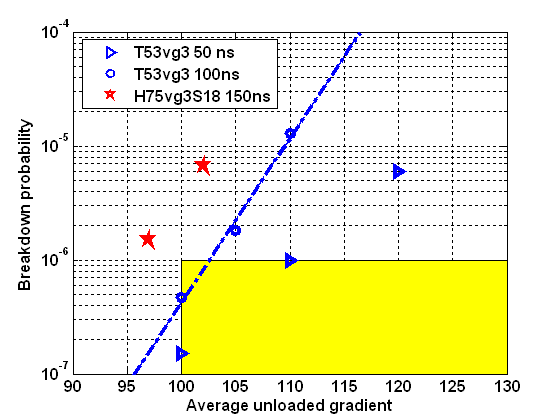 10^-4
T53vg3 50 ns
T53vg3 100ns
H75vg3S18 150ns
10^-5
Breakdown probability
10^-6
10^-7
90 95 100 105 110 115 120 125 130
Average unloaded gradient